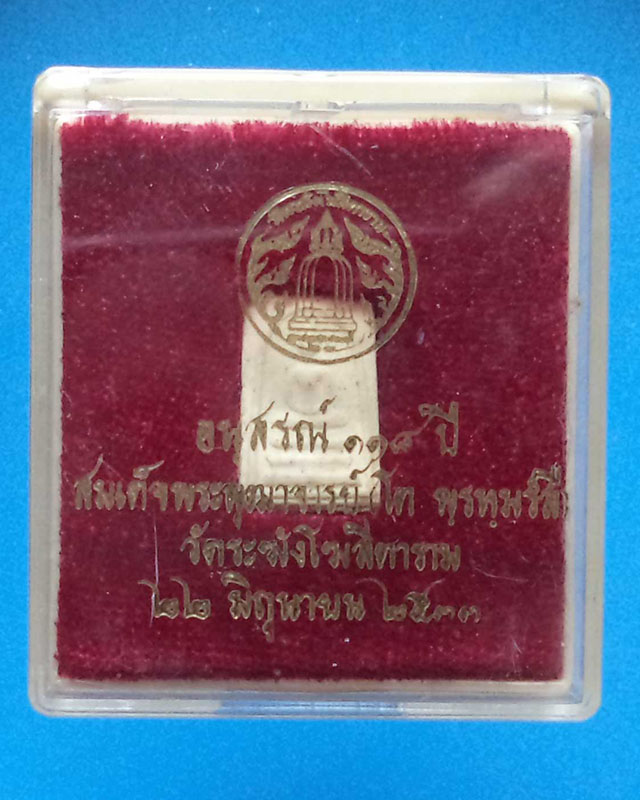 อนุสรณ์ ๑๑๘ ปี
สมเด็จพระพุฒาจารย์ (โต พฺรหฺมรํสี)
วัดระฆังโฆสิตาราม
๒๒ มิถุนายน ๒๕๓๓